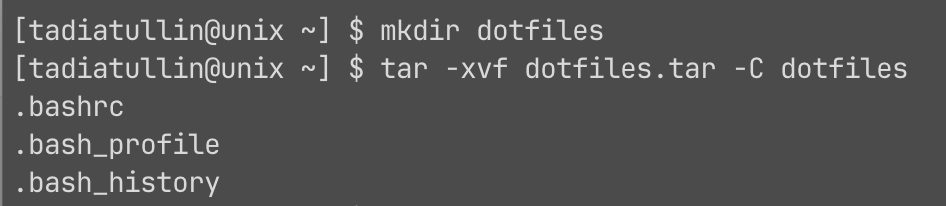 [tadiatullin@unix ~] $ mkdir dotfiles
[tadiatullin@unix ~] $ tar -xvf dotfiles.tar -C dotfiles
.bashrc
.bash_profile
.bash_history